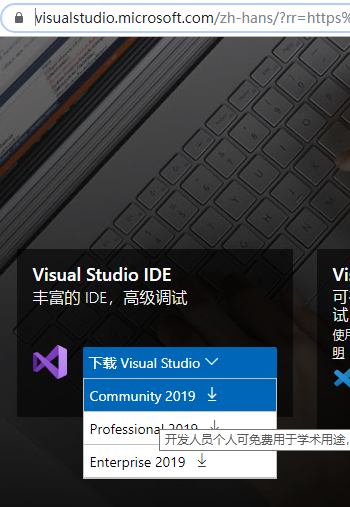 visualstudio.microsoft.com/zh-hans/?rr=https%
Visual Studio IDE
丰富的 IDE，高级调试
下载 Visual Studio
Community 2019
Professional 2019
开发人员个人可免费用于学术用途，
Enterprise 2019
Vis
可
试
使用
明